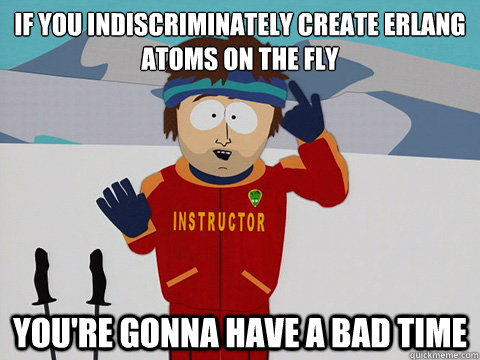 IF YOU INDISCRIMINATELY CREATE ERLANG
ATOMS ON THE FLY
INSTRUCTOR
YOU'RE GONNA HAVE A BAD TIME
quickmeme.com